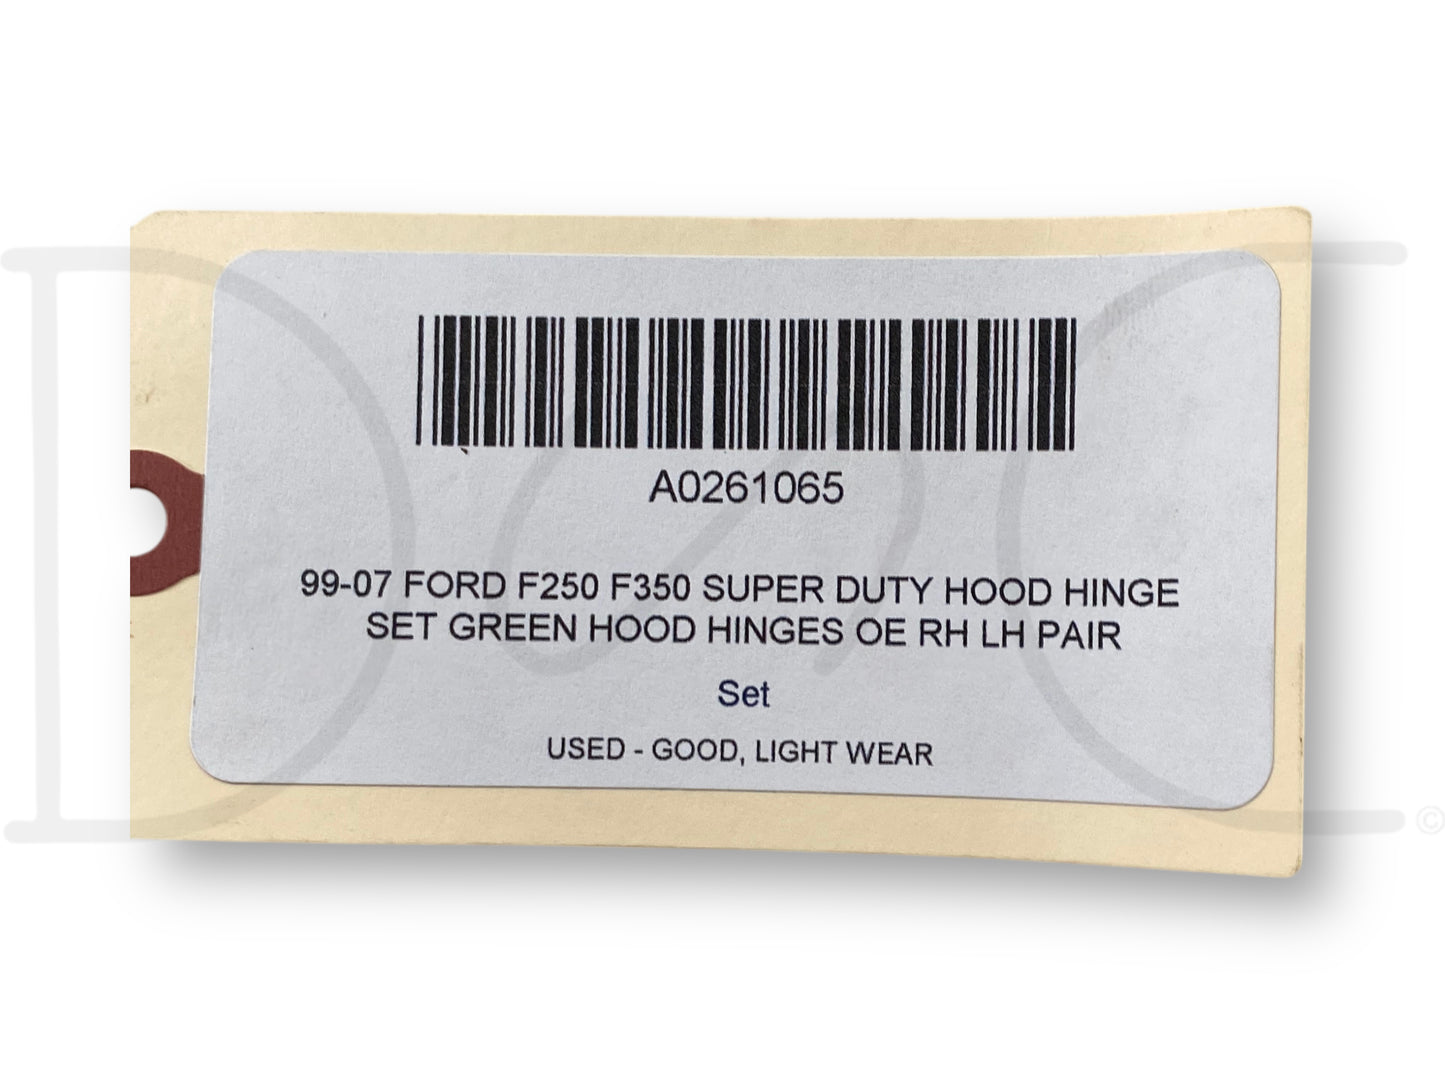 A0261065
99-07 FORD F250 F350 SUPER DUTY HOOD HINGE
SET GREEN HOOD HINGES OE RH LH PAIR
Set
USED - GOOD, LIGHT WEAR
©